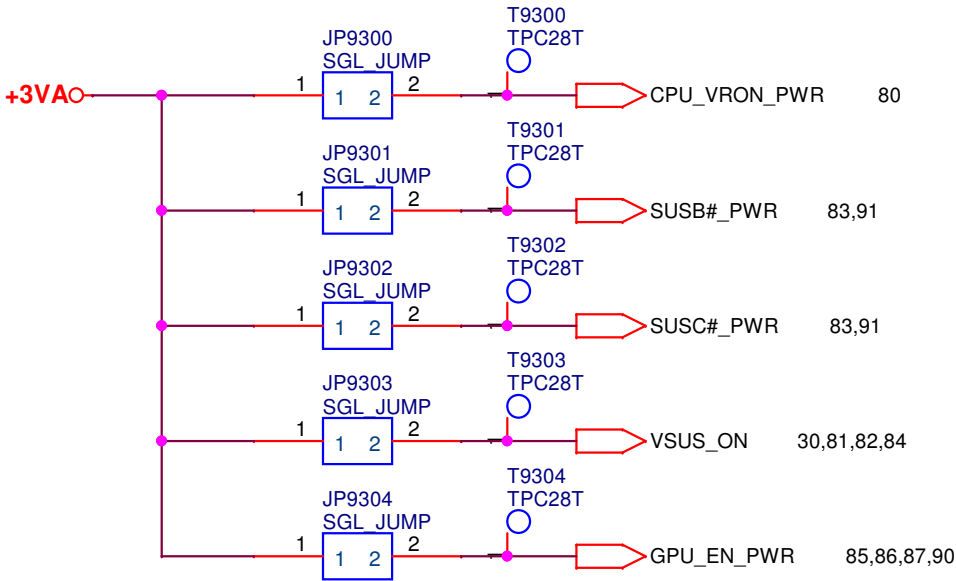 T9300
TPC28T
JP9300
SGL_JUMP
+3VA
1 1 2 2
CPU_VRON_PWR 80
T9301
TPC28T
JP9301
SGL_JUMP
1 1 2 2
SUSB#_PWR 83,91
T9302
TPC28T
JP9302
SGL_JUMP
1 1 2 2
SUSC#_PWR 83,91
T9303
TPC28T
JP9303
SGL_JUMP
1 1 2 2
VSUS_ON 30,81,82,84
T9304
TPC28T
JP9304
SGL_JUMP
1 1 2 2
GPU_EN_PWR 85,86,87,90